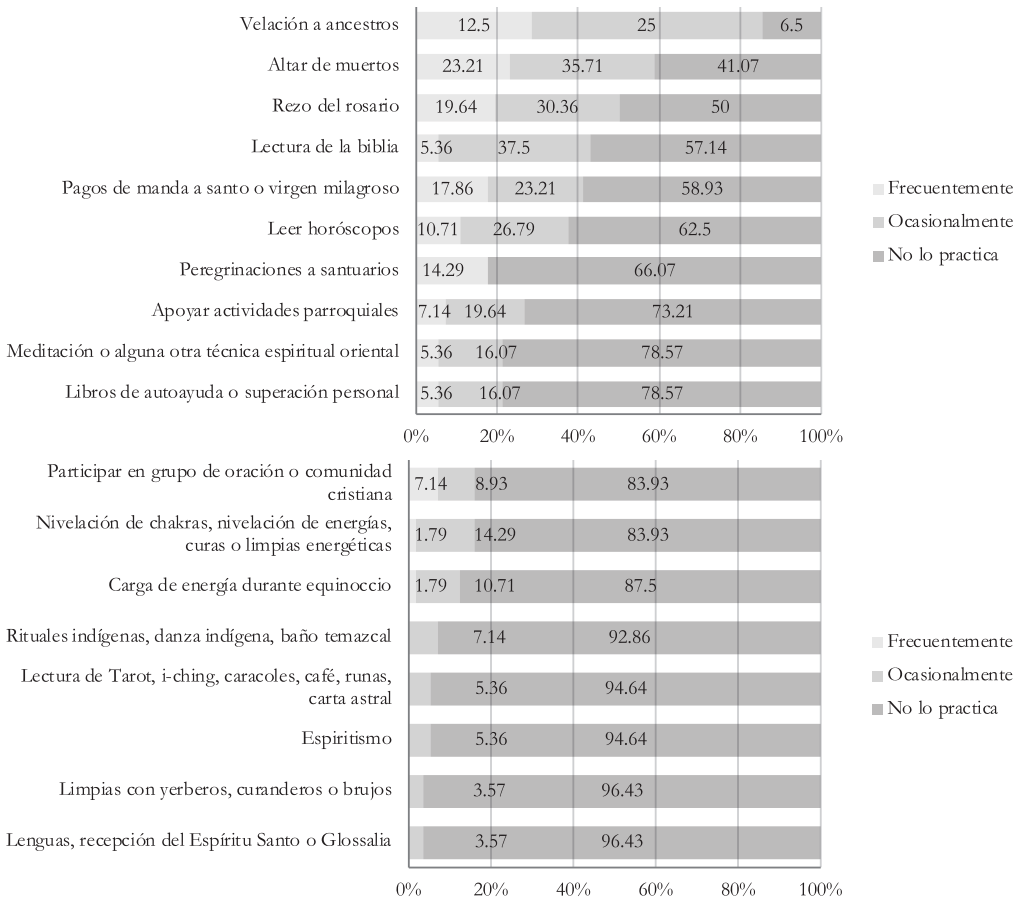 Velación a ancestros 12.5 25 6.5
Altar de muertos 23.21 35.71 41.07
Rezo del rosario 19.64 30.36 50
Lectura de la biblia 5.36 37.5 57.14
Pagos de manda a santo o virgen milagroso 17.86 23.21 58.93
Leer horóscopos 10.71 26.79 62.5
Peregrinaciones a santuarios 14.29 66.07
Apoyar actividades parroquiales 7.14 19.64 73.21
Meditación o alguna otra técnica espiritual oriental 5.36 16.07 78.57
Libros de autoayuda o superación personal 5.36 16.07 78.57
0% 20% 40% 60% 80% 100%
Frecuentemente
Ocasionalmente
No lo practica
Participar en grupo de oración o comunidad
cristiana 7.14 8.93 83.93
Nivelación de chakras, nivelación de energías,
curas o limpias energéticas 1.79 14.29 83.93
Carga de energía durante equinoccio 1.79 10.71 87.5
Rituales indígenas, danza indígena, baño temazcal 7.14 92.86
Lectura de Tarot, i-ching, caracoles, café, runas,
carta astral 5.36 94.64
Espiritismo 5.36 94.64
Limpias con yerberos, curanderos o brujos 3.57 96.43
Lenguas, recepción del Espíritu Santo o Glossalia 3.57 96.43
0% 20% 40% 60% 80% 100%
Frecuentemente
Ocasionalmente
No lo practica